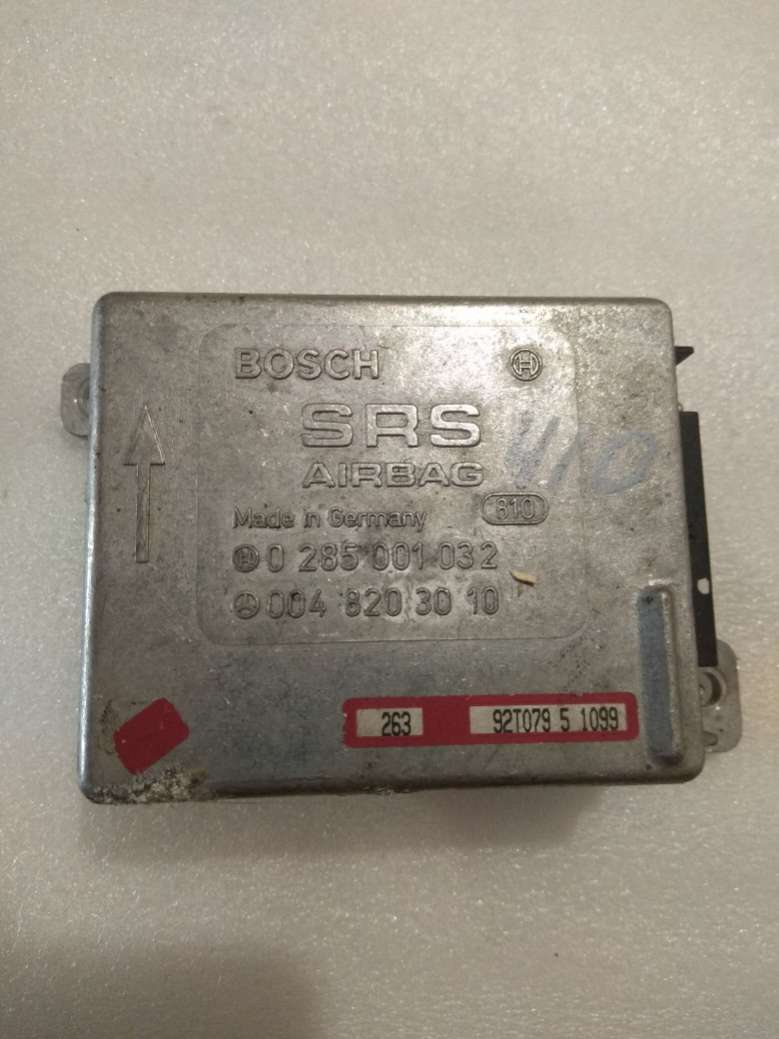 BOSCH
SRS
AIRBAG
410
Made in Germany 810
0 285 001 032
004 820 30 10
263 92T079 5 1099